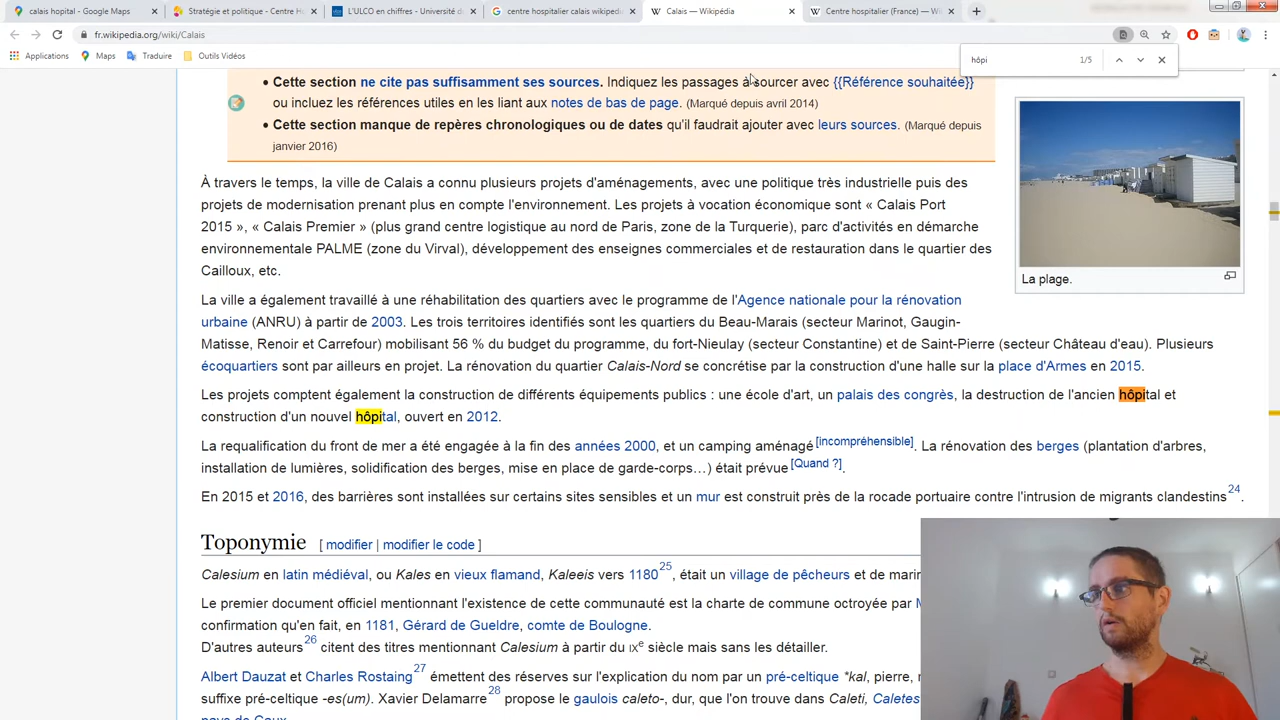 calais hopital - Google Maps
Stratégie et politique - Centre Ha
L'ULCO en chiffres - Université d
centre hospitalier calais wikipedi
Calais — Wikipédia
Centre hospitalier (France) — W
fr.wikipedia.org/wiki/Calais
Applications
Maps
Traduire
Outils Vidéos
hôpi
1/5
• Cette section ne cite pas suffisamment ses sources. Indiquez les passages à sourcer avec {{Référence souhaitée}}
ou incluez les références utiles en les liant aux notes de bas de page. (Marqué depuis avril 2014)
• Cette section manque de repères chronologiques ou de dates qu'il faudrait ajouter avec leurs sources. (Marqué depuis
janvier 2016)
La plage.
À travers le temps, la ville de Calais a connu plusieurs projets d'aménagements, avec une politique très industrielle puis des
projets de modernisation prenant plus en compte l'environnement. Les projets à vocation économique sont « Calais Port
2015 », « Calais Premier » (plus grand centre logistique au nord de Paris, zone de la Turquerie), parc d'activités en démarche
environnementale PALME (zone du Virval), développement des enseignes commerciales et de restauration dans le quartier des
Cailloux, etc.
La ville a également travaillé à une réhabilitation des quartiers avec le programme de l'Agence nationale pour la rénovation
urbaine (ANRU) à partir de 2003. Les trois territoires identifiés sont les quartiers du Beau-Marais (secteur Marinot, Gaugin-
Matisse, Renoir et Carrefour) mobilisant 56 % du budget du programme, du fort-Nieulay (secteur Constantine) et de Saint-Pierre (secteur Château d'eau). Plusieurs
écoquartiers sont par ailleurs en projet. La rénovation du quartier Calais-Nord se concrétise par la construction d'une halle sur la place d'Armes en 2015.
Les projets comptent également la construction de différents équipements publics : une école d'art, un palais des congrès, la destruction de l'ancien hôpital et
construction d'un nouvel hôpital, ouvert en 2012.
La requalification du front de mer a été engagée à la fin des années 2000, et un camping aménagé[incompréhensible]. La rénovation des berges (plantation d'arbres,
installation de lumières, solidification des berges, mise en place de garde-corps…) était prévue[Quand ?].
En 2015 et 2016, des barrières sont installées sur certains sites sensibles et un mur est construit près de la rocade portuaire contre l'intrusion de migrants clandestins24.
Toponymie [ modifier | modifier le code ]
Calesium en latin médiéval, ou Kales en vieux flamand, Kaleeis vers 118025, était un village de pêcheurs et de marin
Le premier document officiel mentionnant l'existence de cette communauté est la charte de commune octroyée par M
confirmation qu'en fait, en 1181, Gérard de Gueldre, comte de Boulogne.
D'autres auteurs26 citent des titres mentionnant Calesium à partir du IXe siècle mais sans les détailler.
Albert Dauzat et Charles Rostaing27 émettent des réserves sur l'explication du nom par un pré-celtique *kal, pierre,
suffixe pré-celtique -es(um). Xavier Delamarre28 propose le gaulois caleto-, dur, que l'on trouve dans Caleti, Caletes
pays de Caux